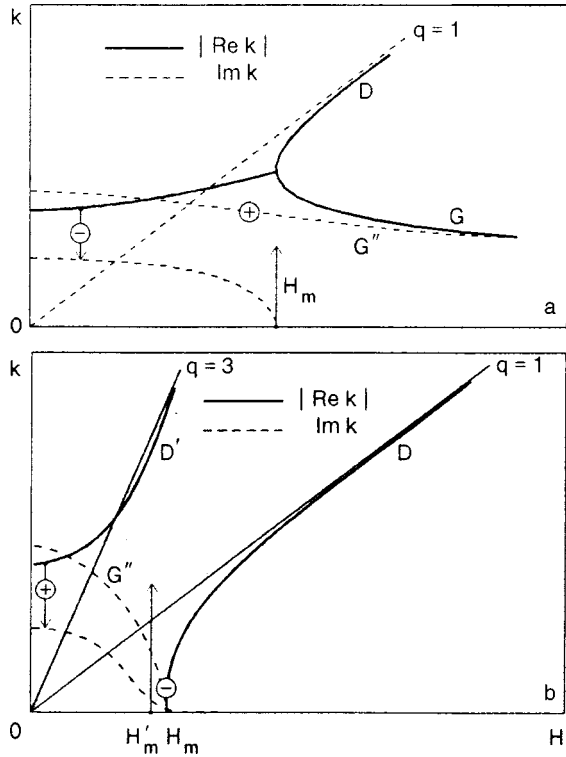 k
q = 1
| Re k |
Im k
D
+
G
−
G″
H_m
0
a
k
q = 3
q = 1
| Re k |
Im k
D′
D
G″
+
−
b
0
H′_m H_m
H